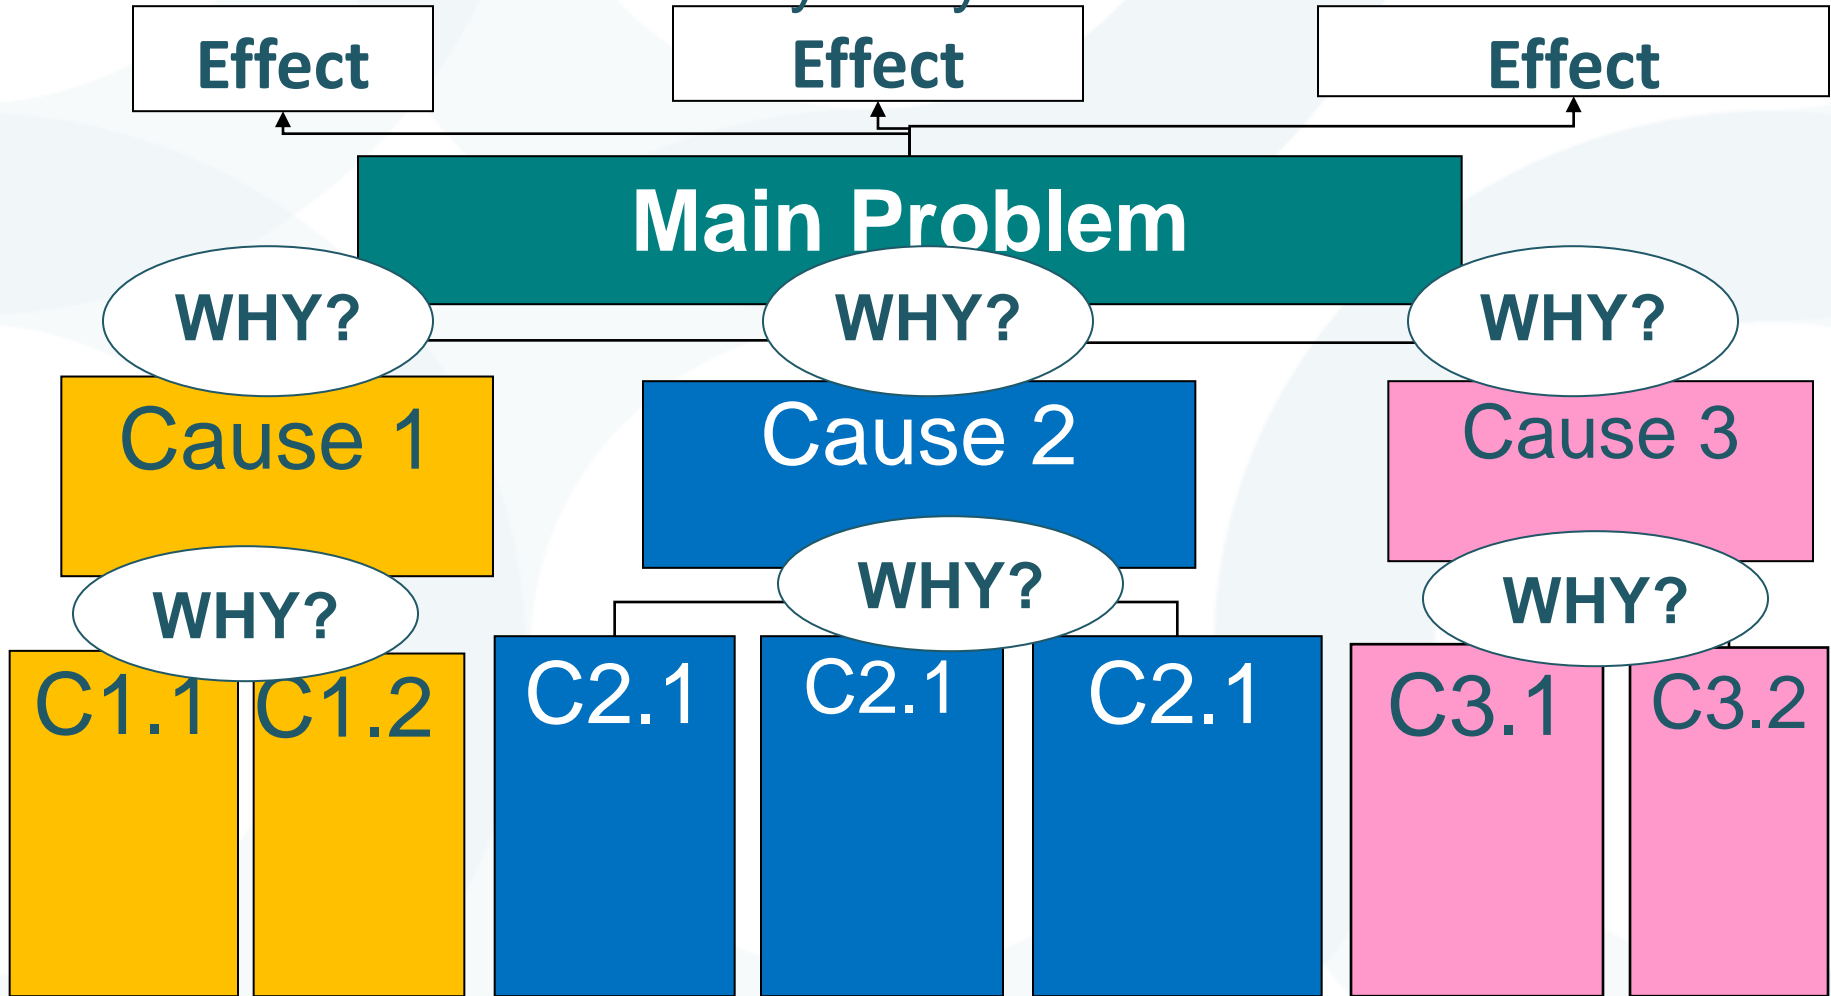 Effect
Effect
Effect
Main Problem
WHY?
WHY?
WHY?
Cause 1
Cause 2
Cause 3
WHY?
WHY?
WHY?
C1.1
C1.2
C2.1
C2.1
C2.1
C3.1
C3.2